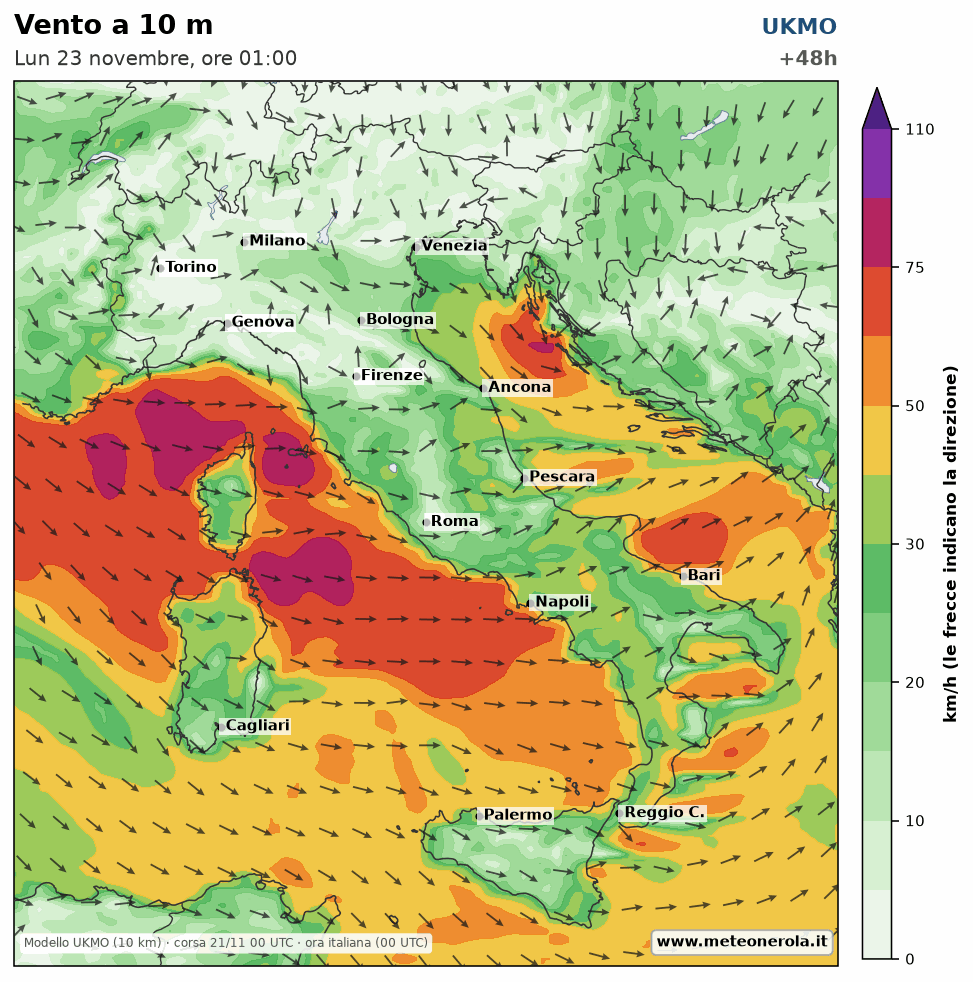 Vento a 10 m
UKMO
Lun 23 novembre, ore 01:00
+48h
Milano
Venezia
Torino
Genova
Bologna
Firenze
Ancona
Pescara
Roma
Bari
Napoli
Cagliari
Palermo
Reggio C.
Modello UKMO (10 km) · corsa 21/11 00 UTC · ora italiana (00 UTC)
www.meteonerola.it
110
75
50
30
20
10
0
km/h (le frecce indicano la direzione)